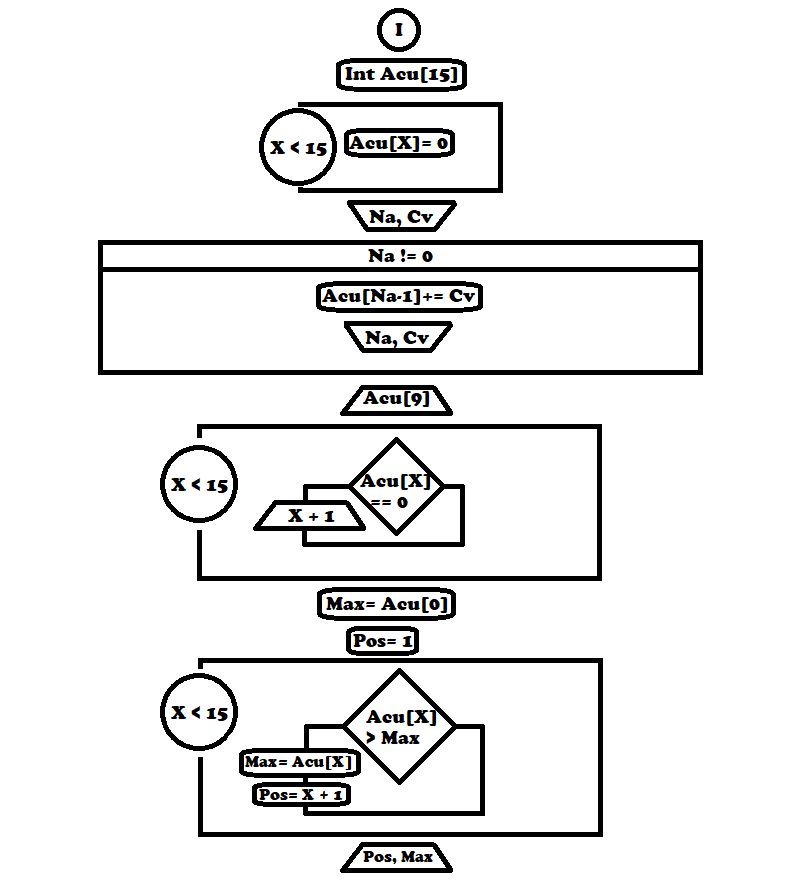 I
Int Acu[15]
X < 15
Acu[X]= 0
Na, Cv
Na != 0
Acu[Na-1]+= Cv
Na, Cv
Acu[9]
X < 15
Acu[X]
== 0
X + 1
Max= Acu[0]
Pos= 1
X < 15
Acu[X]
> Max
Max= Acu[X]
Pos= X + 1
Pos, Max